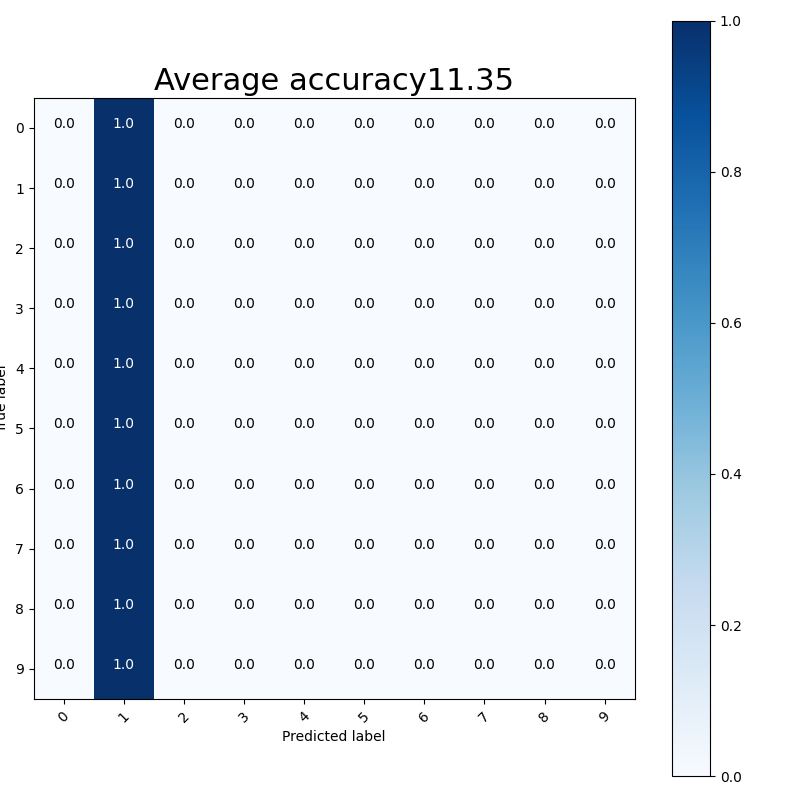 Average accuracy11.35
0 0.0 1.0 0.0 0.0 0.0 0.0 0.0 0.0 0.0 0.0
1 0.0 1.0 0.0 0.0 0.0 0.0 0.0 0.0 0.0 0.0
2 0.0 1.0 0.0 0.0 0.0 0.0 0.0 0.0 0.0 0.0
3 0.0 1.0 0.0 0.0 0.0 0.0 0.0 0.0 0.0 0.0
4 0.0 1.0 0.0 0.0 0.0 0.0 0.0 0.0 0.0 0.0
5 0.0 1.0 0.0 0.0 0.0 0.0 0.0 0.0 0.0 0.0
6 0.0 1.0 0.0 0.0 0.0 0.0 0.0 0.0 0.0 0.0
7 0.0 1.0 0.0 0.0 0.0 0.0 0.0 0.0 0.0 0.0
8 0.0 1.0 0.0 0.0 0.0 0.0 0.0 0.0 0.0 0.0
9 0.0 1.0 0.0 0.0 0.0 0.0 0.0 0.0 0.0 0.0
0 1 2 3 4 5 6 7 8 9
Predicted label
1.0
0.8
0.6
0.4
0.2
0.0